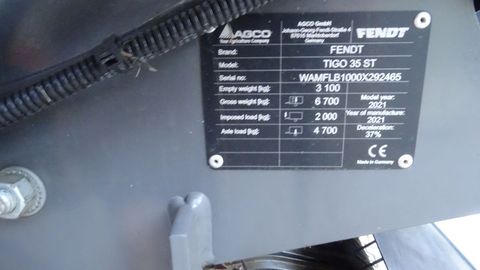 AGCO
Your Agriculture Company
AGCO GmbH
Johann-Georg-Fendt-Straße 4
87616 Marktoberdorf
Germany
FENDT
Brand: FENDT
Model: TIGO 35 ST
Serial no: WAMFLB1000X292465
Empty weight [kg]: 3 100
Gross weight [kg]: 6 700
Imposed load [kg]: 2 000
Axle load [kg]: 4 700
Model year:
2021
Year of manufacture:
2021
Deceleration:
37%
CE
Made in Germany